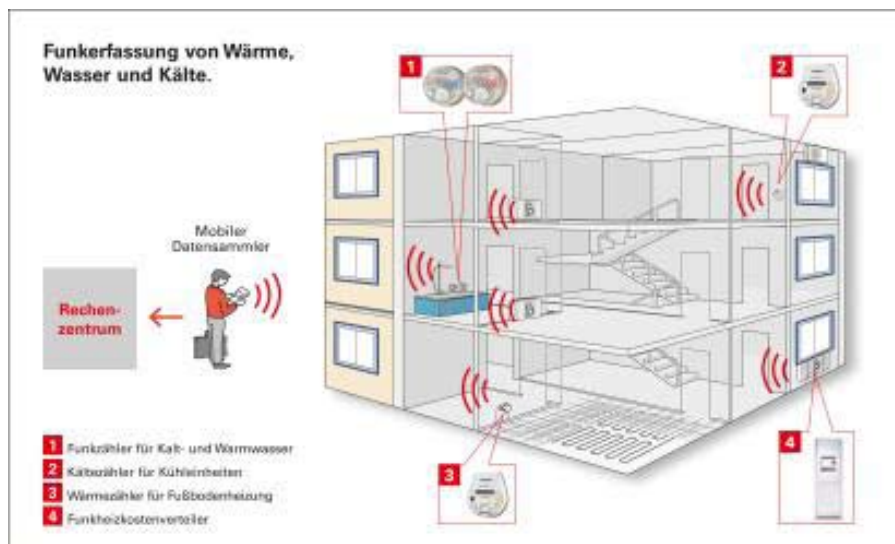 Funkerfassung von Wärme,
Wasser und Kälte.
1
2
Mobiler
Datensammler
Rechen-
zentrum
1 Funkzähler für Kalt- und Warmwasser
2 Kältezähler für Kühleinheiten
3 Wärmezähler für Fußbodenheizung
4 Funkheizkostenverteiler
3
4